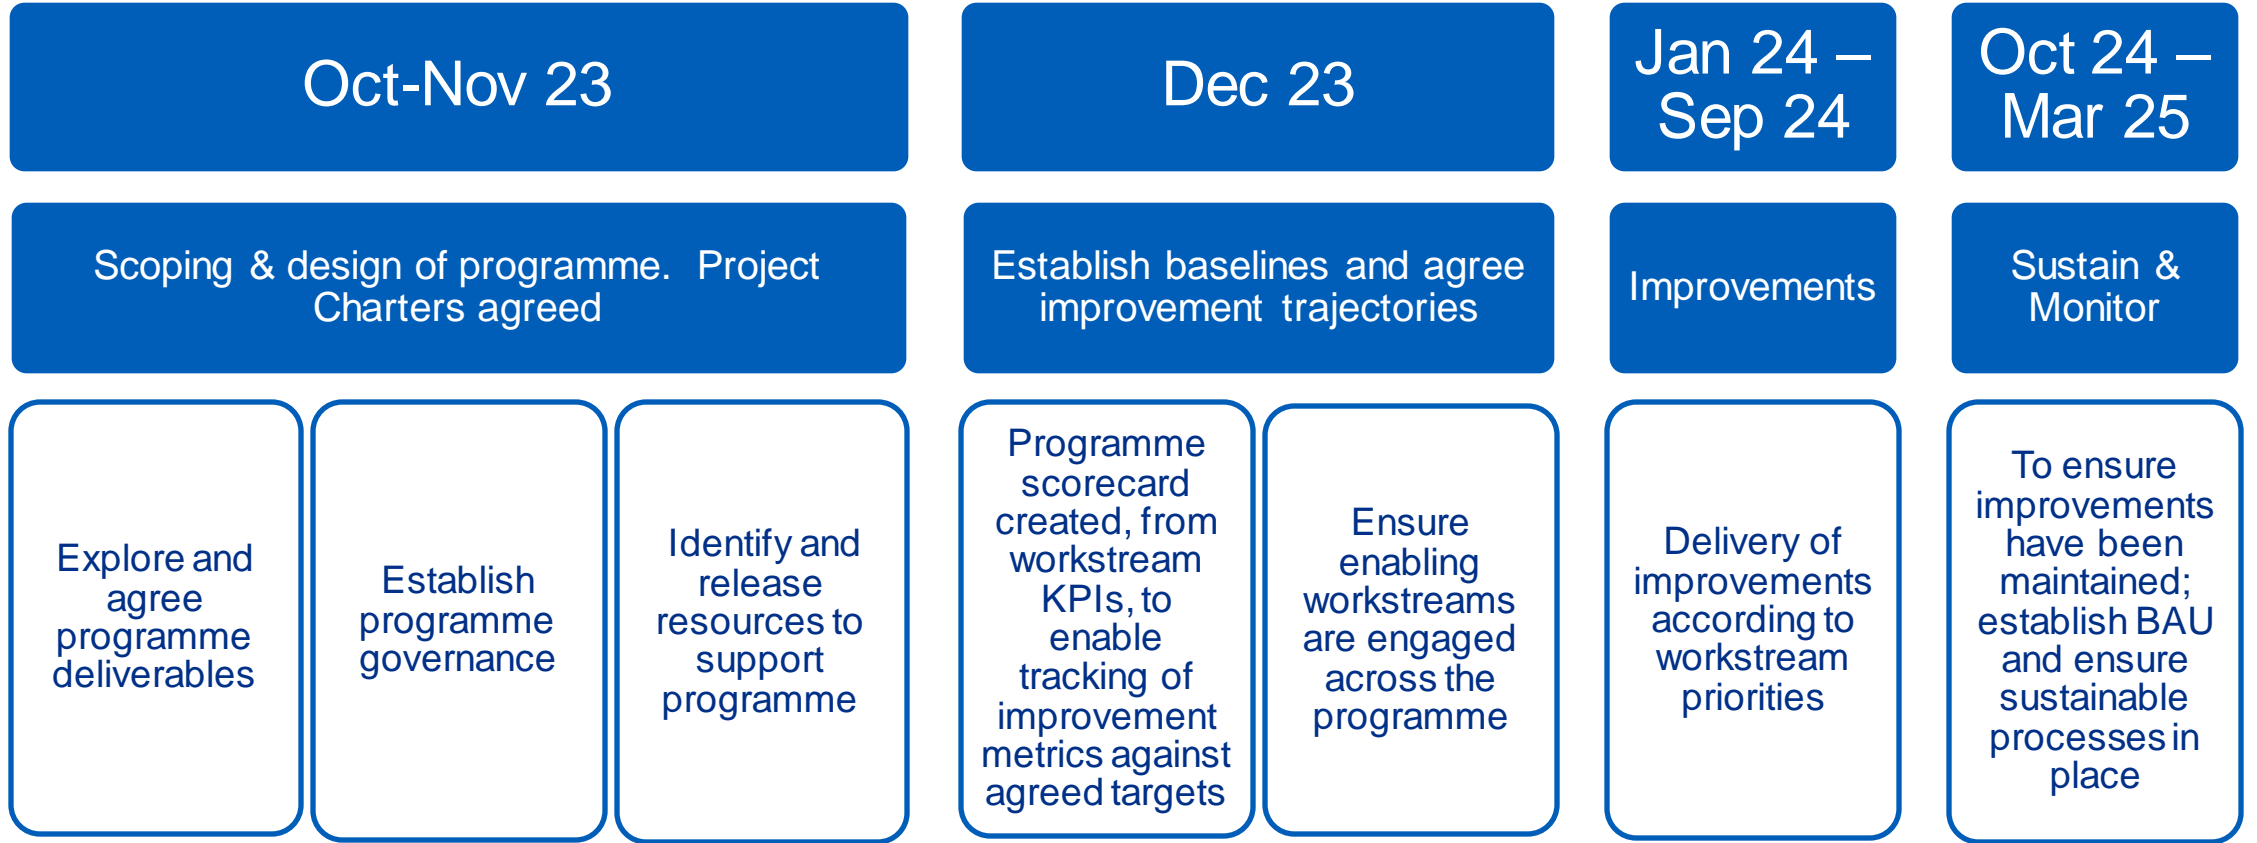 Oct-Nov 23
Dec 23
Jan 24 –
Sep 24
Oct 24 –
Mar 25
Scoping & design of programme. Project
Charters agreed
Establish baselines and agree
improvement trajectories
Improvements
Sustain &
Monitor
Explore and
agree
programme
deliverables
Establish
programme
governance
Identify and
release
resources to
support
programme
Programme
scorecard
created, from
workstream
KPIs, to
enable
tracking of
improvement
metrics against
agreed targets
Ensure
enabling
workstreams
are engaged
across the
programme
Delivery of
improvements
according to
workstream
priorities
To ensure
improvements
have been
maintained;
establish BAU
and ensure
sustainable
processes in
place